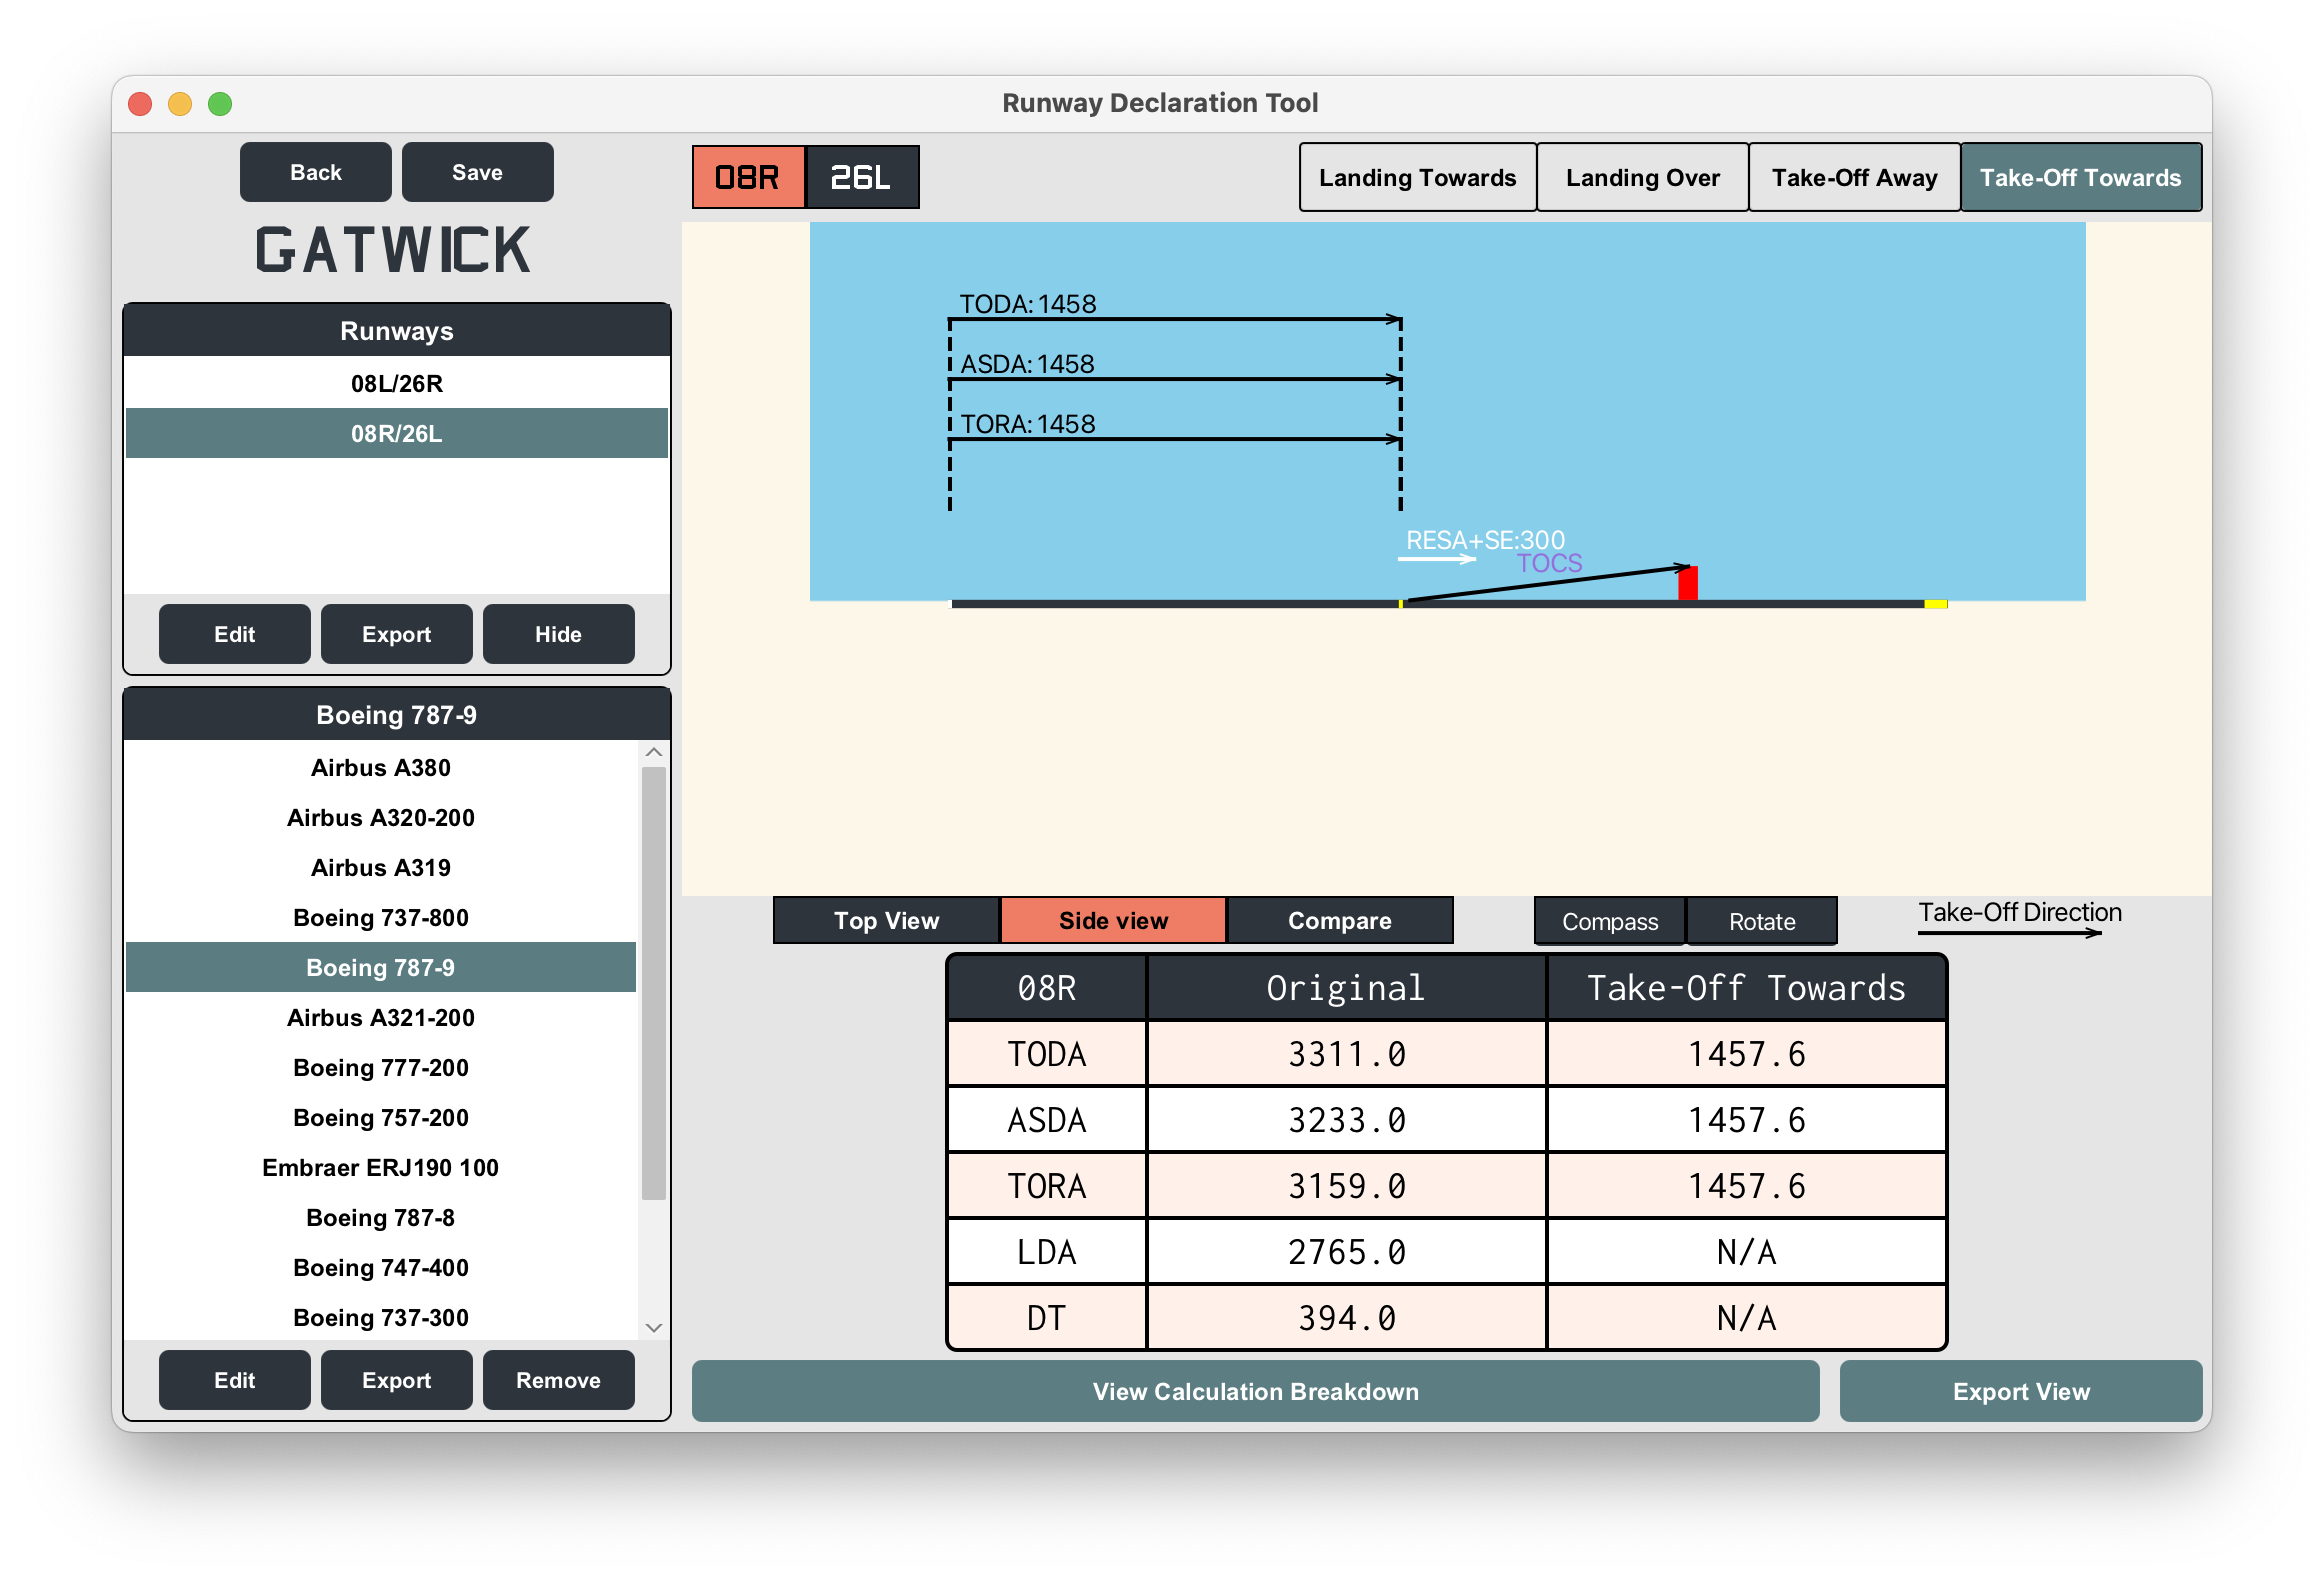 Runway Declaration Tool
Back Save
GATWICK
Runways
08L/26R
08R/26L
Edit Export Hide
Boeing 787-9
Airbus A380
Airbus A320-200
Airbus A319
Boeing 737-800
Boeing 787-9
Airbus A321-200
Boeing 777-200
Boeing 757-200
Embraer ERJ190 100
Boeing 787-8
Boeing 747-400
Boeing 737-300
Edit Export Remove
08R 26L
Landing Towards Landing Over Take-Off Away Take-Off Towards
TODA: 1458
ASDA: 1458
TORA: 1458
RESA+SE:300
TOCS
Top View Side view Compare Compass Rotate Take-Off Direction
08R Original Take-Off Towards
TODA 3311.0 1457.6
ASDA 3233.0 1457.6
TORA 3159.0 1457.6
LDA 2765.0 N/A
DT 394.0 N/A
View Calculation Breakdown Export View